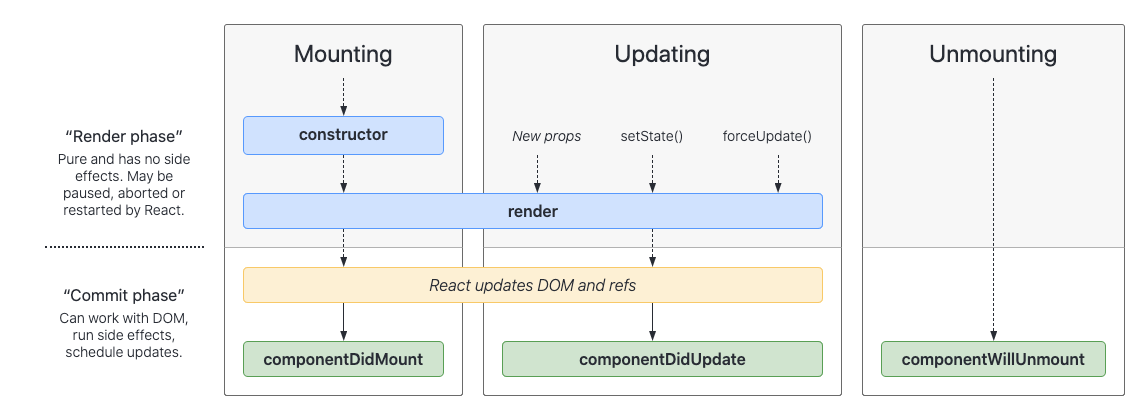 Mounting
Updating
Unmounting
“Render phase”
Pure and has no side
effects. May be
paused, aborted or
restarted by React.
constructor
New props
setState()
forceUpdate()
render
“Commit phase”
Can work with DOM,
run side effects,
schedule updates.
React updates DOM and refs
componentDidMount
componentDidUpdate
componentWillUnmount